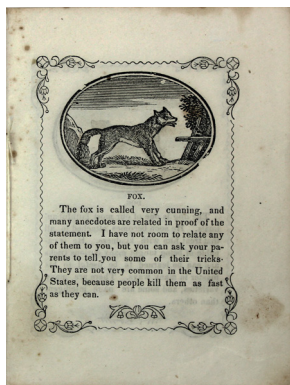 FOX.
The fox is called very cunning, and
many anecdotes are related in proof of the
statement. I have not room to relate any
of them to you, but you can ask your pa-
rents to tell you some of their tricks.
They are not very common in the United
States, because people kill them as fast
as they can.